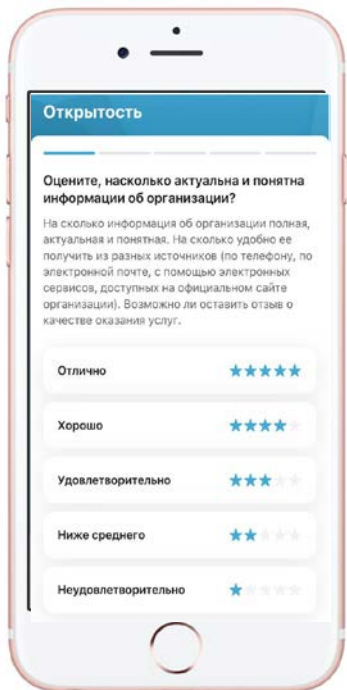 Открытость
Оцените, насколько актуальна и понятна
информации об организации?
На сколько информация об организации полная,
актуальная и понятная. На сколько удобно ее
получить из разных источников (по телефону, по
электронной почте, с помощью электронных
сервисов, доступных на официальном сайте
организации). Возможно ли оставить отзыв о
качестве оказания услуг.
Отлично
Хорошо
Удовлетворительно
Ниже среднего
Неудовлетворительно